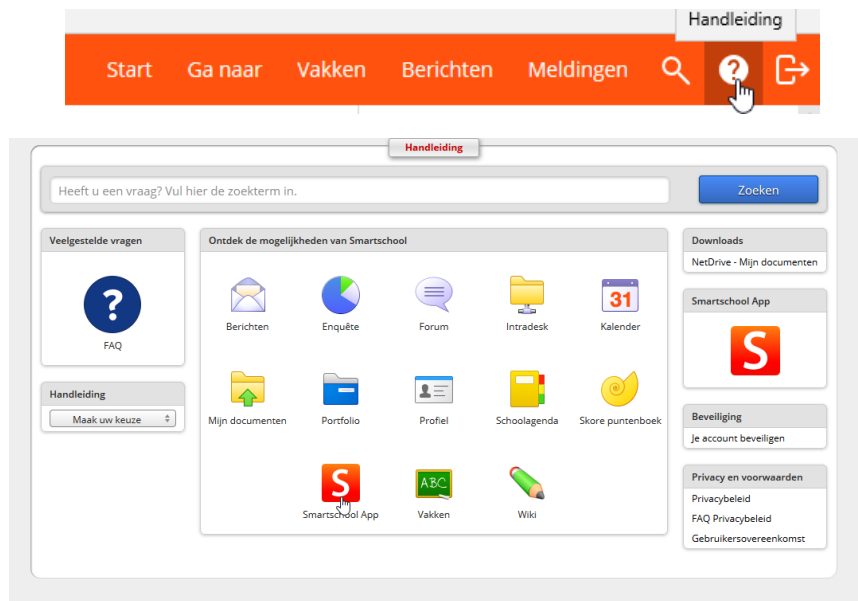 Handleiding
Start Ga naar Vakken Berichten Meldingen ?
Handleiding
Heeft u een vraag? Vul hier de zoekterm in.
Zoeken
Veelgestelde vragen
?
FAQ
Handleiding
Maak uw keuze
Ontdek de mogelijkheden van Smartschool
Berichten
Enquête
Forum
Intradesk
31
Kalender
Mijn documenten
Portfolio
Profiel
Schoolagenda
Skore puntenboek
S
Smartschool App
ABC
Vakken
Wiki
Downloads
NetDrive - Mijn documenten
Smartschool App
S
Beveiliging
Je account beveiligen
Privacy en voorwaarden
Privacybeleid
FAQ Privacybeleid
Gebruikersovereenkomst